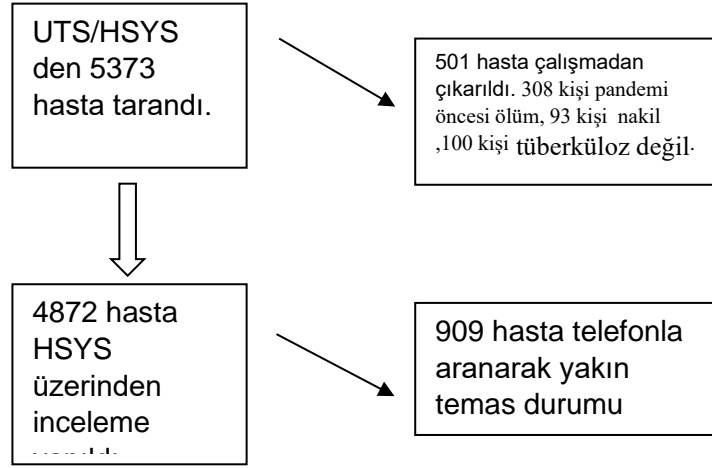 UTS/HSYS
den 5373
hasta tarandı.
501 hasta çalışmadan
çıkarıldı. 308 kişi pandemi
öncesi ölüm, 93 kişi nakil
,100 kişi tüberküloz değil.
4872 hasta
HSYS
üzerinden
inceleme
909 hasta telefonla
aranarak yakın
temas durumu